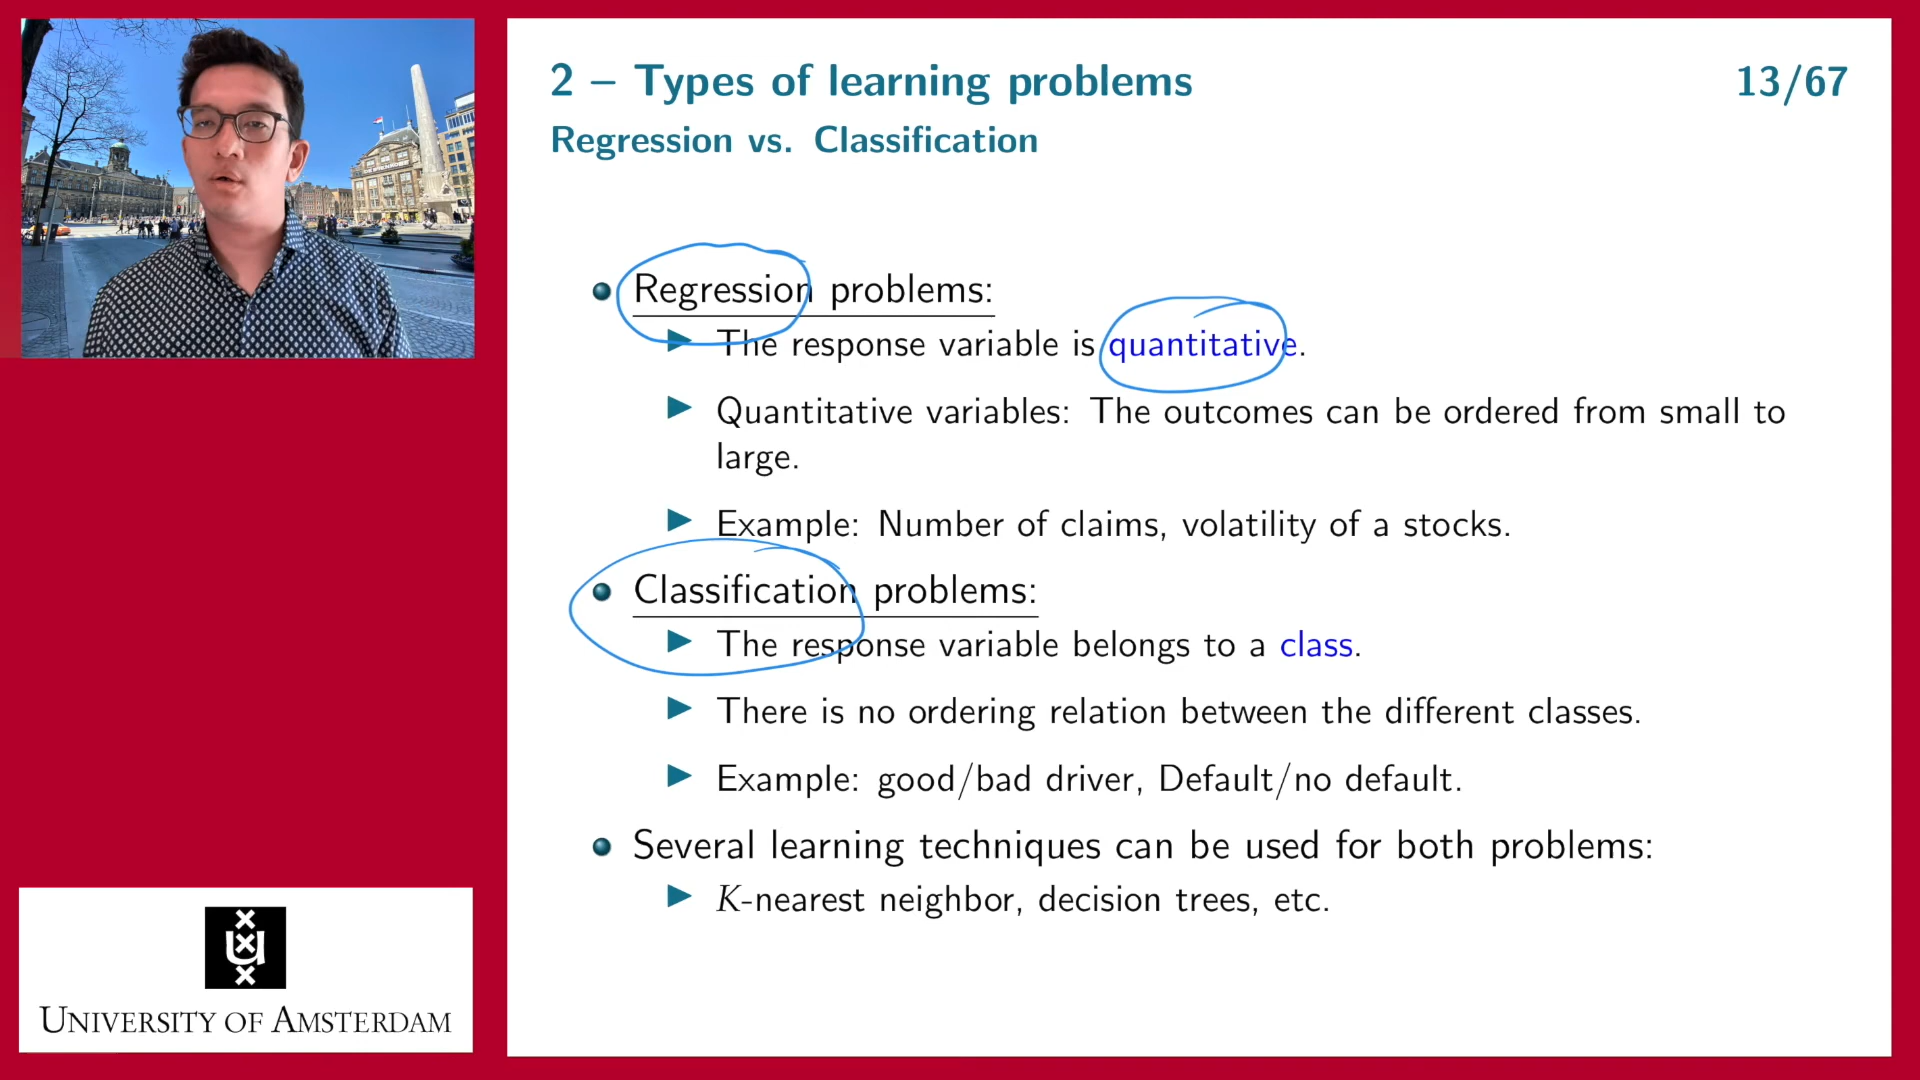 2 – Types of learning problems
13/67
Regression vs. Classification
Regression problems:
The response variable is quantitative.
Quantitative variables: The outcomes can be ordered from small to
large.
Example: Number of claims, volatility of a stocks.
Classification problems:
The response variable belongs to a class.
There is no ordering relation between the different classes.
Example: good/bad driver, Default/no default.
Several learning techniques can be used for both problems:
K-nearest neighbor, decision trees, etc.
UNIVERSITY OF AMSTERDAM